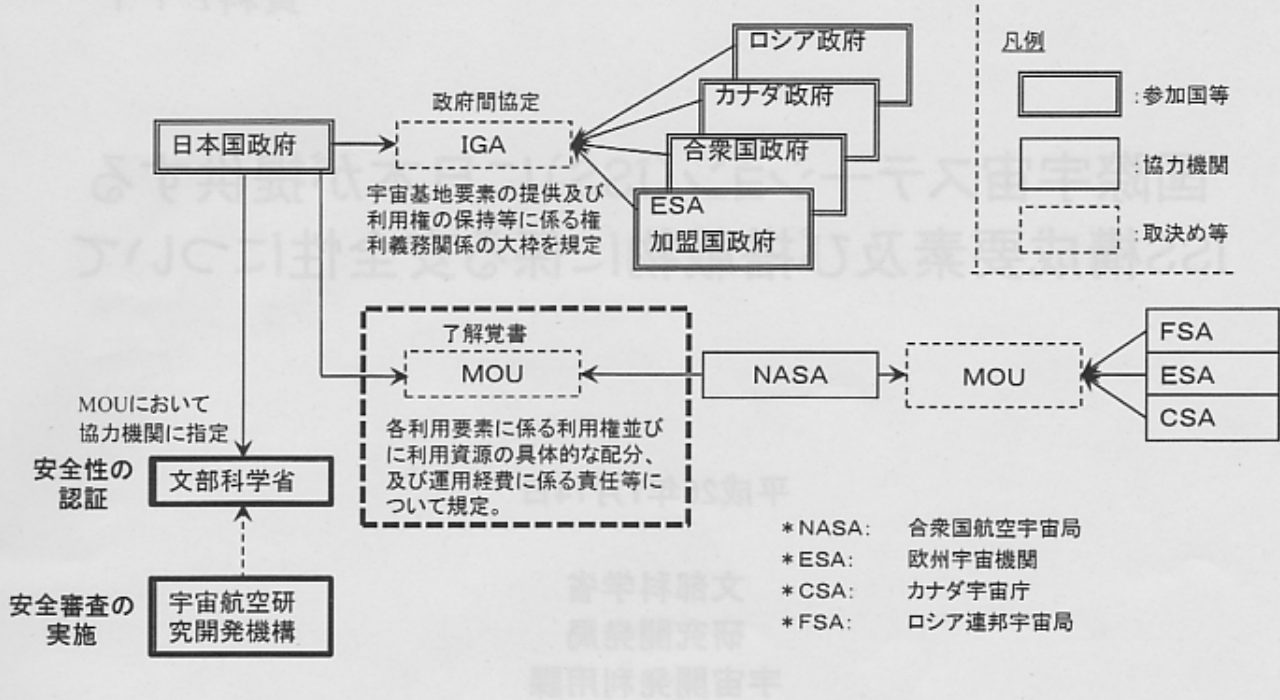 ロシア政府
カナダ政府
合衆国政府
ESA
加盟国政府
政府間協定
日本国政府
IGA
宇宙基地要素の提供及び
利用権の保持等に係る権
利義務関係の大枠を規定
凡例
:参加国等
:協力機関
:取決め等
了解覚書
MOU
NASA
MOU
FSA
ESA
CSA
各利用要素に係る利用権並び
に利用資源の具体的な配分、
及び運用経費に係る責任等に
ついて規定。
MOUにおいて
協力機関に指定
安全性の
認証
文部科学省
安全審査の
実施
宇宙航空研
究開発機構
*NASA: 合衆国航空宇宙局
*ESA: 欧州宇宙機関
*CSA: カナダ宇宙庁
*FSA: ロシア連邦宇宙局